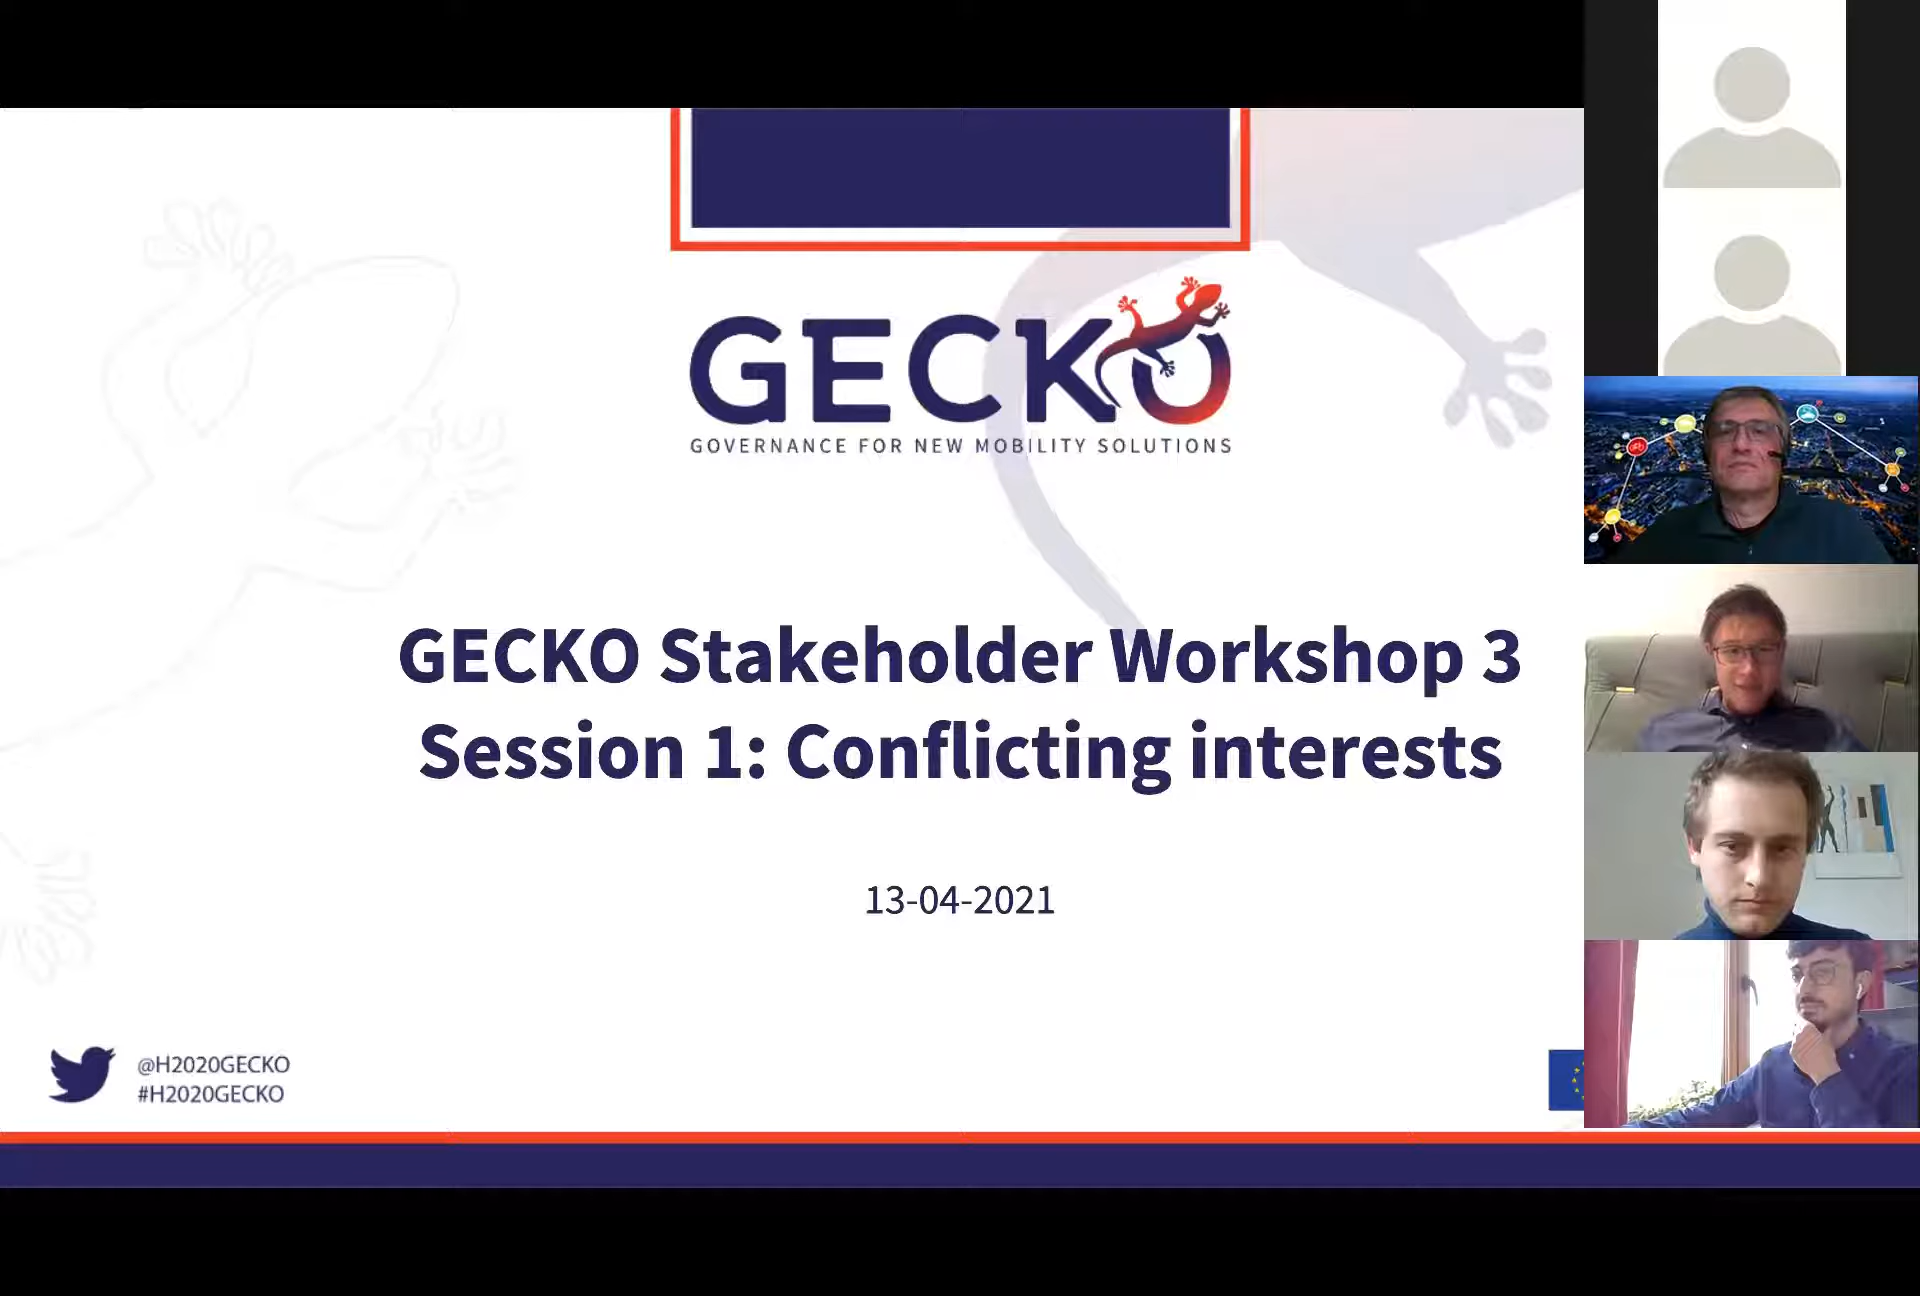 GECKO
GOVERNANCE FOR NEW MOBILITY SOLUTIONS
GECKO Stakeholder Workshop 3
Session 1: Conflicting interests
13-04-2021
@H2020GECKO
#H2020GECKO